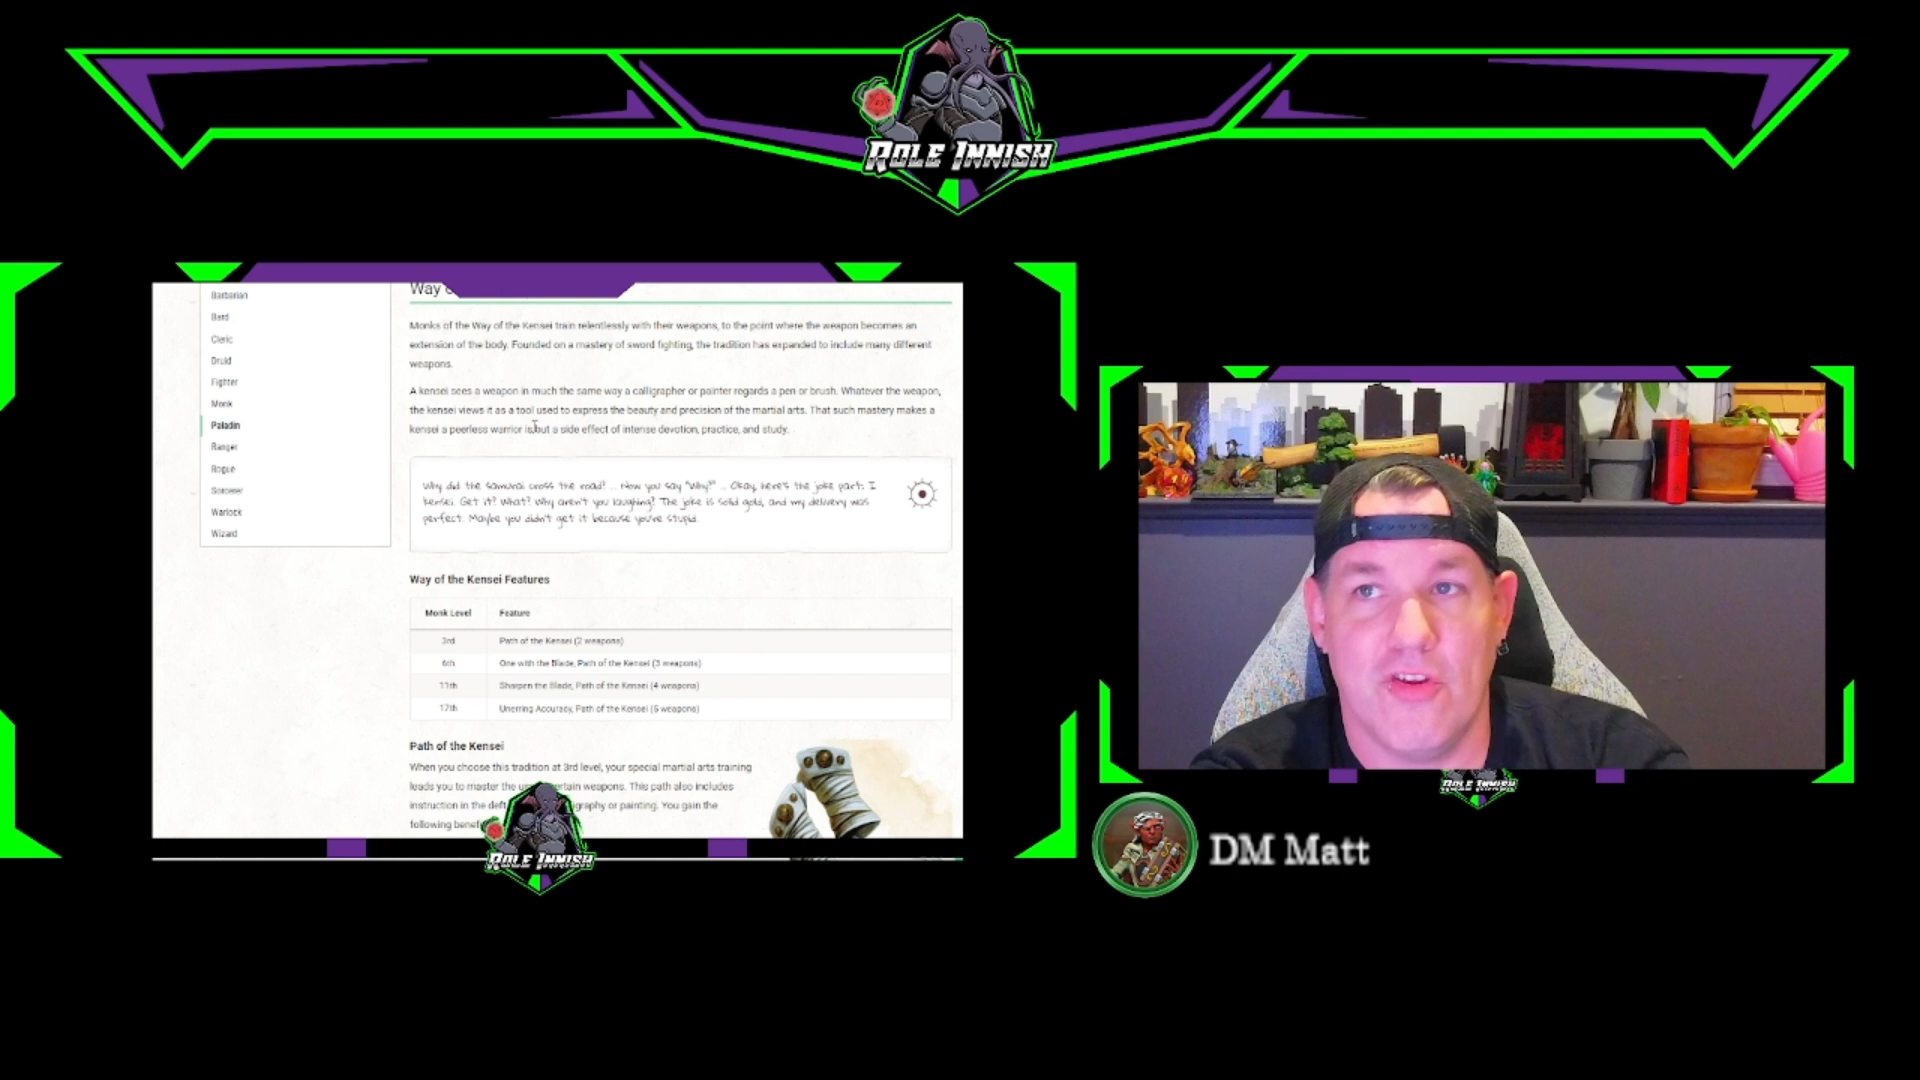 ROLE INNISH
Way o
Barbarian
Bard
Cleric
Druid
Fighter
Monk
Paladin
Ranger
Rogue
Sorcerer
Warlock
Wizard
Monks of the Way of the Kensei train relentlessly with their weapons, to the point where the weapon becomes an
extension of the body. Founded on a mastery of sword fighting, the tradition has expanded to include many different
weapons.
A kensei sees a weapon in much the same way a calligrapher or painter regards a pen or brush. Whatever the weapon,
the kensei views it as a tool used to express the beauty and precision of the martial arts. That such mastery makes a
kensei a peerless warrior is but a side effect of intense devotion, practice, and study.
Why did the samurai cross the road? ... Now you say "Why?" ... Okay, here's the joke part: I
kensei. Get it? What? Why aren't you laughing? The joke is solid gold, and my delivery was
perfect. Maybe you didn't get it because you're stupid.
Way of the Kensei Features
Monk Level Feature
3rd Path of the Kensei (2 weapons)
6th One with the Blade, Path of the Kensei (3 weapons)
11th Sharpen the Blade, Path of the Kensei (4 weapons)
17th Unerring Accuracy, Path of the Kensei (5 weapons)
Path of the Kensei
When you choose this tradition at 3rd level, your special martial arts training
leads you to master the certain weapons. This path also includes
instruction in the deft graphy or painting. You gain the
following benef
ROLE INNISH
ROLE INNISH
DM Matt